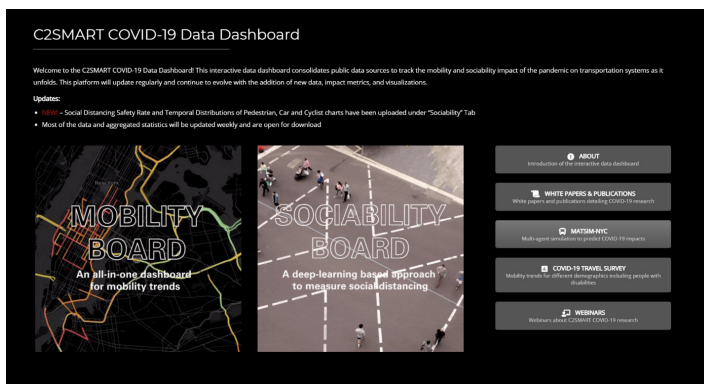 C2SMART COVID-19 Data Dashboard
Welcome to the C2SMART COVID-19 Data Dashboard! This interactive data dashboard consolidates public data sources to track the mobility and sociability impact of the pandemic on transportation systems as it
unfolds. This platform will update regularly and continue to evolve with the addition of new data, impact metrics, and visualizations.
Updates:
• NEW! – Social Distancing Safety Rate and Temporal Distributions of Pedestrian, Car and Cyclist charts have been uploaded under “Sociability” Tab
• Most of the data and aggregated statistics will be updated weekly and are open for download
New York
MOBILITY
BOARD
An all-in-one dashboard
for mobility trends
SOCIABILITY
BOARD
A deep-learning based approach
to measure social distancing
ABOUT
Introduction of the interactive data dashboard
WHITE PAPERS & PUBLICATIONS
White papers and publications detailing COVID-19 research
MATSIM-NYC
Multi-agent simulation to predict COVID-19 impacts
COVID-19 TRAVEL SURVEY
Mobility trends for different demographics including people with
disabilities
WEBINARS
Webinars about C2SMART COVID-19 research